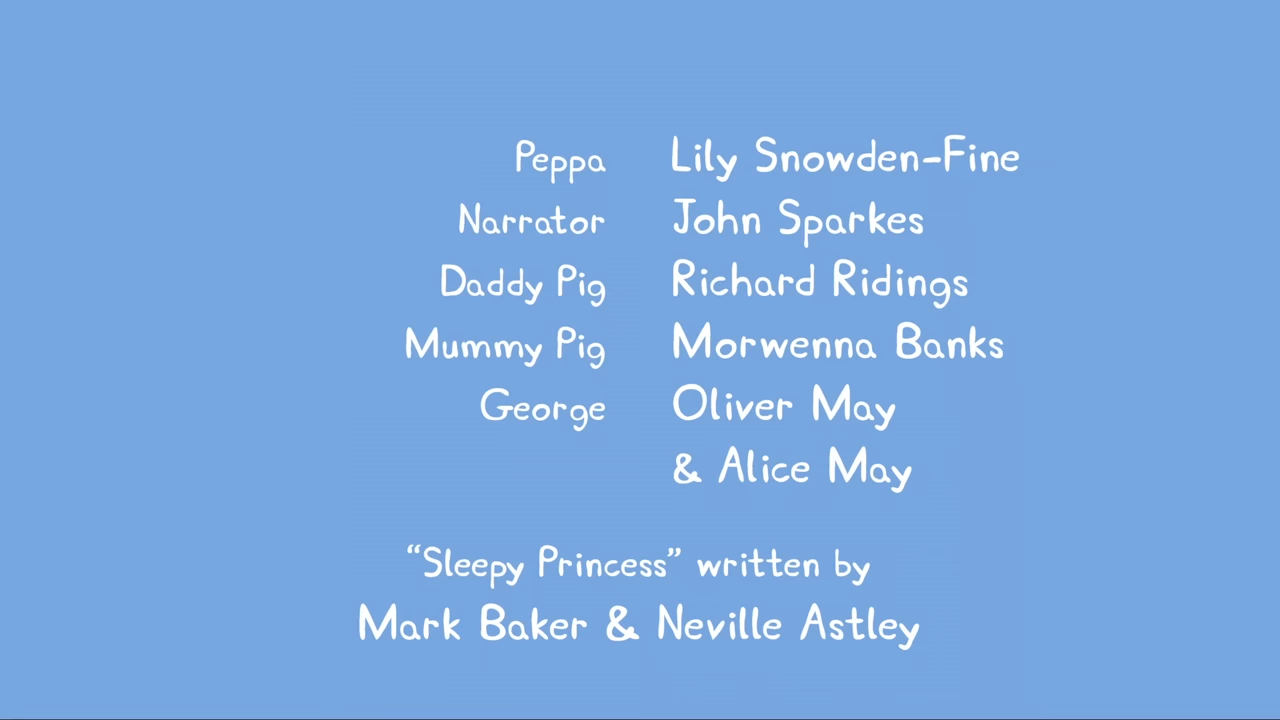 Peppa Lily Snowden-Fine
Narrator John Sparkes
Daddy Pig Richard Ridings
Mummy Pig Morwenna Banks
George Oliver May
& Alice May
“Sleepy Princess” written by
Mark Baker & Neville Astley